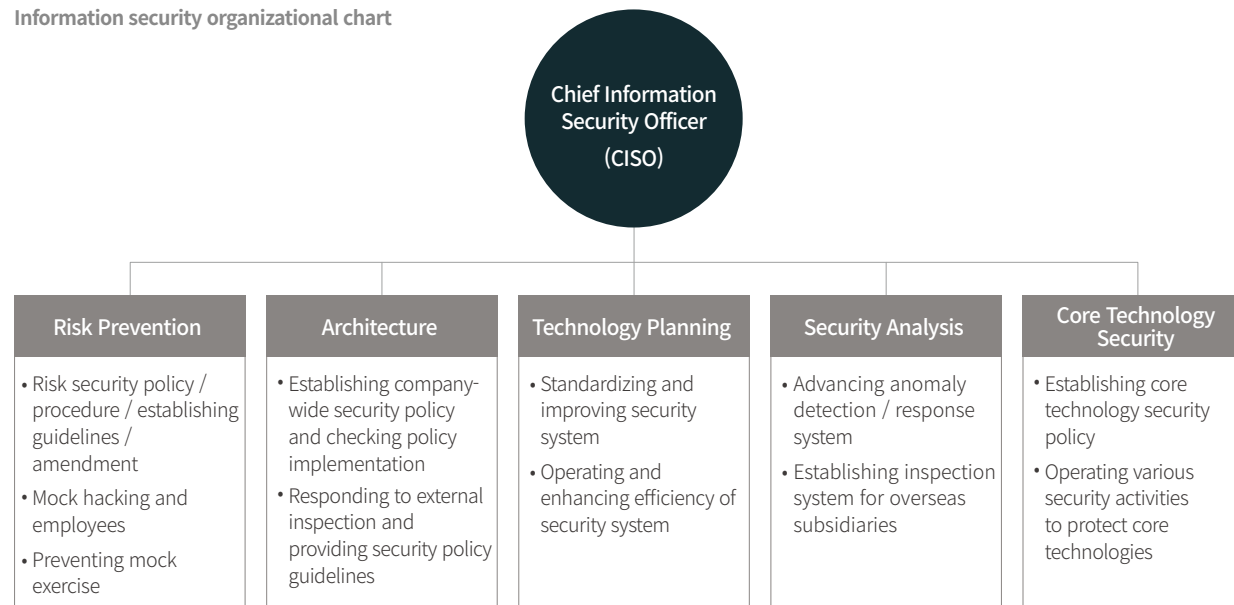 Information security organizational chart
Chief Information
Security Officer
(CISO)
Risk Prevention
• Risk security policy /
procedure / establishing
guidelines /
amendment
• Mock hacking and
employees
• Preventing mock
exercise
Architecture
• Establishing company-
wide security policy
and checking policy
implementation
• Responding to external
inspection and
providing security policy
guidelines
Technology Planning
• Standardizing and
improving security
system
• Operating and
enhancing efficiency of
security system
Security Analysis
• Advancing anomaly
detection / response
system
• Establishing inspection
system for overseas
subsidiaries
Core Technology
Security
• Establishing core
technology security
policy
• Operating various
security activities
to protect core
technologies